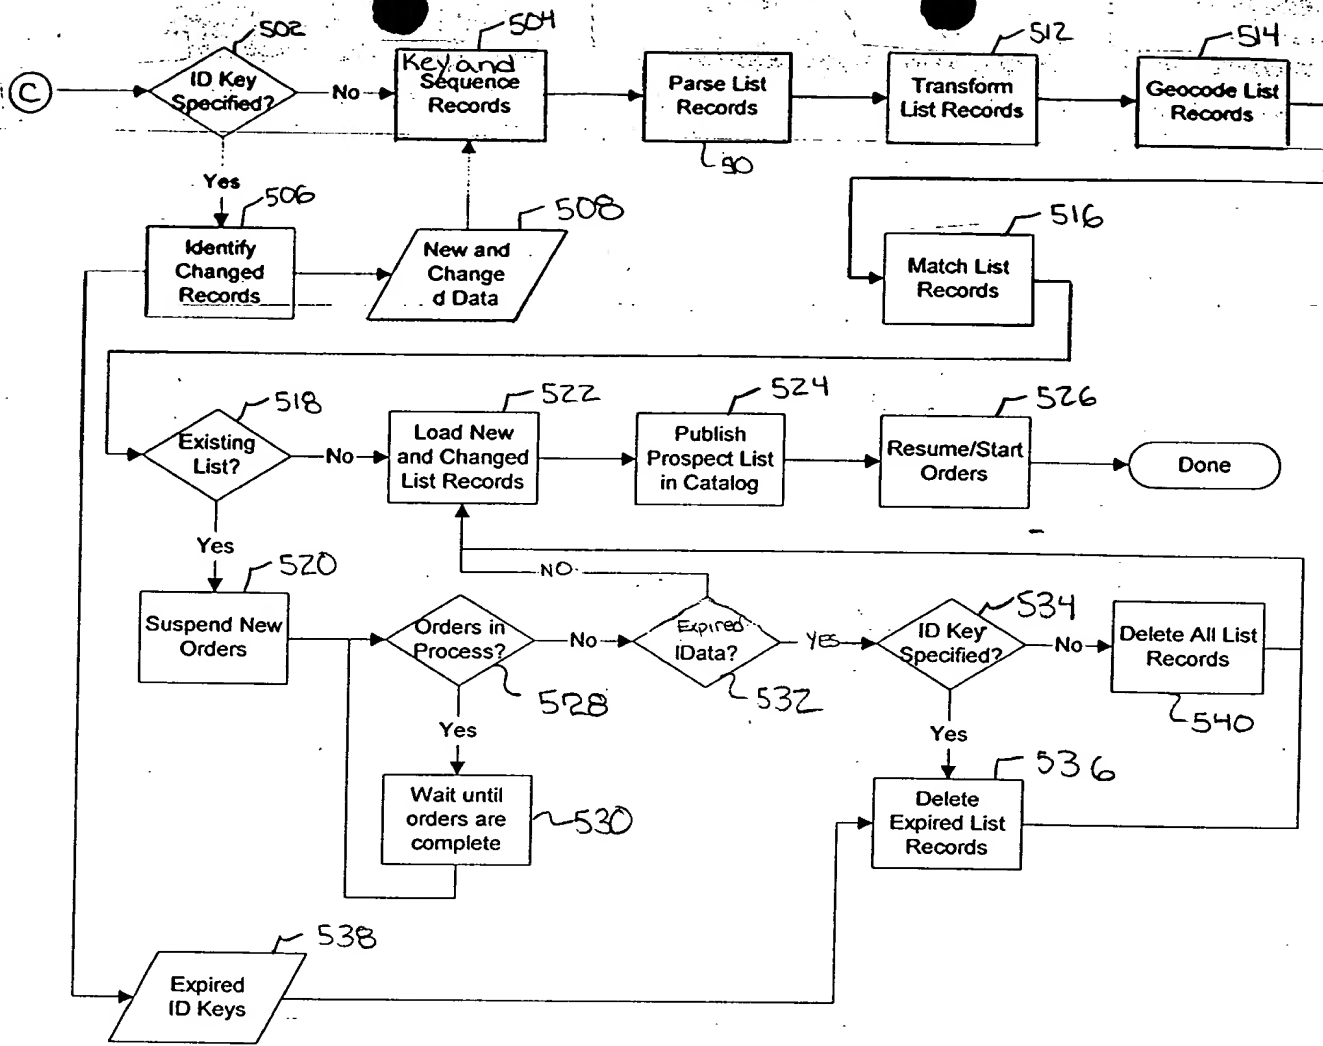 502
504
512
514
C
ID Key
Specified?
No
Key and
Sequence
Records
Parse List
Records
Transform
List Records
Geocode List
Records
510
Yes
506
508
516
Identify
Changed
Records
New and
Change
d Data
Match List
Records
518
522
524
526
Existing
List?
No
Load New
and Changed
List Records
Publish
Prospect List
in Catalog
Resume/Start
Orders
Done
Yes
520
NO
534
Suspend New
Orders
Orders in
Process?
No
Expired
IData?
YES
ID Key
Specified?
No
Delete All List
Records
528
532
540
Yes
Yes
536
Wait until
orders are
complete
530
Delete
Expired List
Records
538
Expired
ID Keys